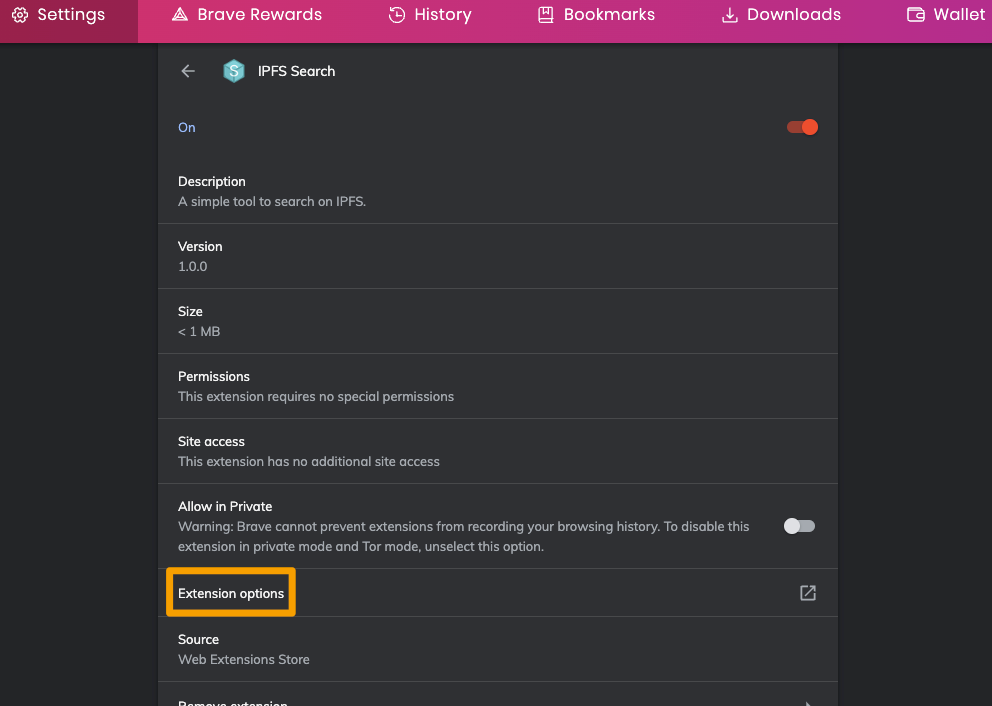 Settings
Brave Rewards
History
Bookmarks
Downloads
Wallet
IPFS Search
On
Description
A simple tool to search on IPFS.
Version
1.0.0
Size
< 1 MB
Permissions
This extension requires no special permissions
Site access
This extension has no additional site access
Allow in Private
Warning: Brave cannot prevent extensions from recording your browsing history. To disable this
extension in private mode and Tor mode, unselect this option.
Extension options
Source
Web Extensions Store
Remove extension